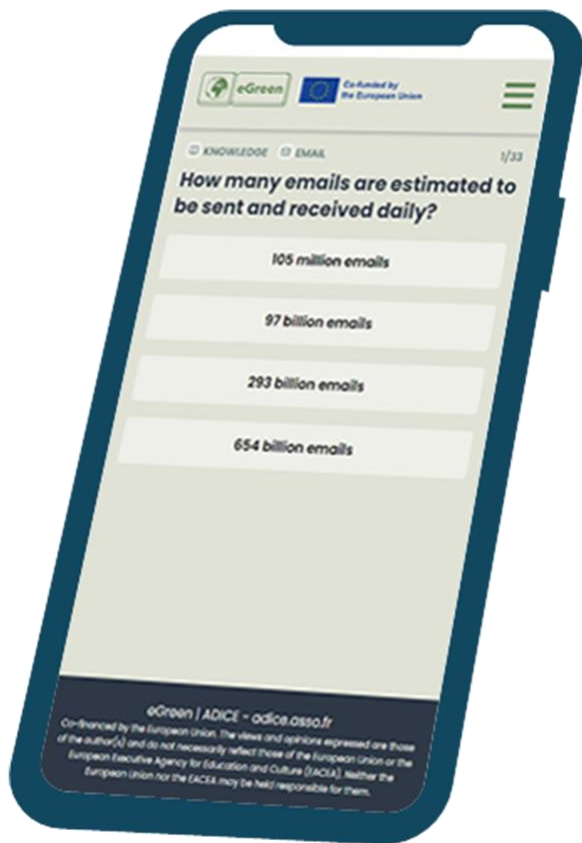 eGreen
Co-funded by
the European Union
KNOWLEDGE EMAIL 1/33
How many emails are estimated to
be sent and received daily?
105 million emails
97 billion emails
293 billion emails
654 billion emails
eGreen | ADICE - adice.asso.fr
Co-financed by the European Union. The views and opinions expressed are those
of the author(s) and do not necessarily reflect those of the European Union or the
European Executive Agency for Education and Culture (EACEA). Neither the
European Union nor the EACEA may be held responsible for them.